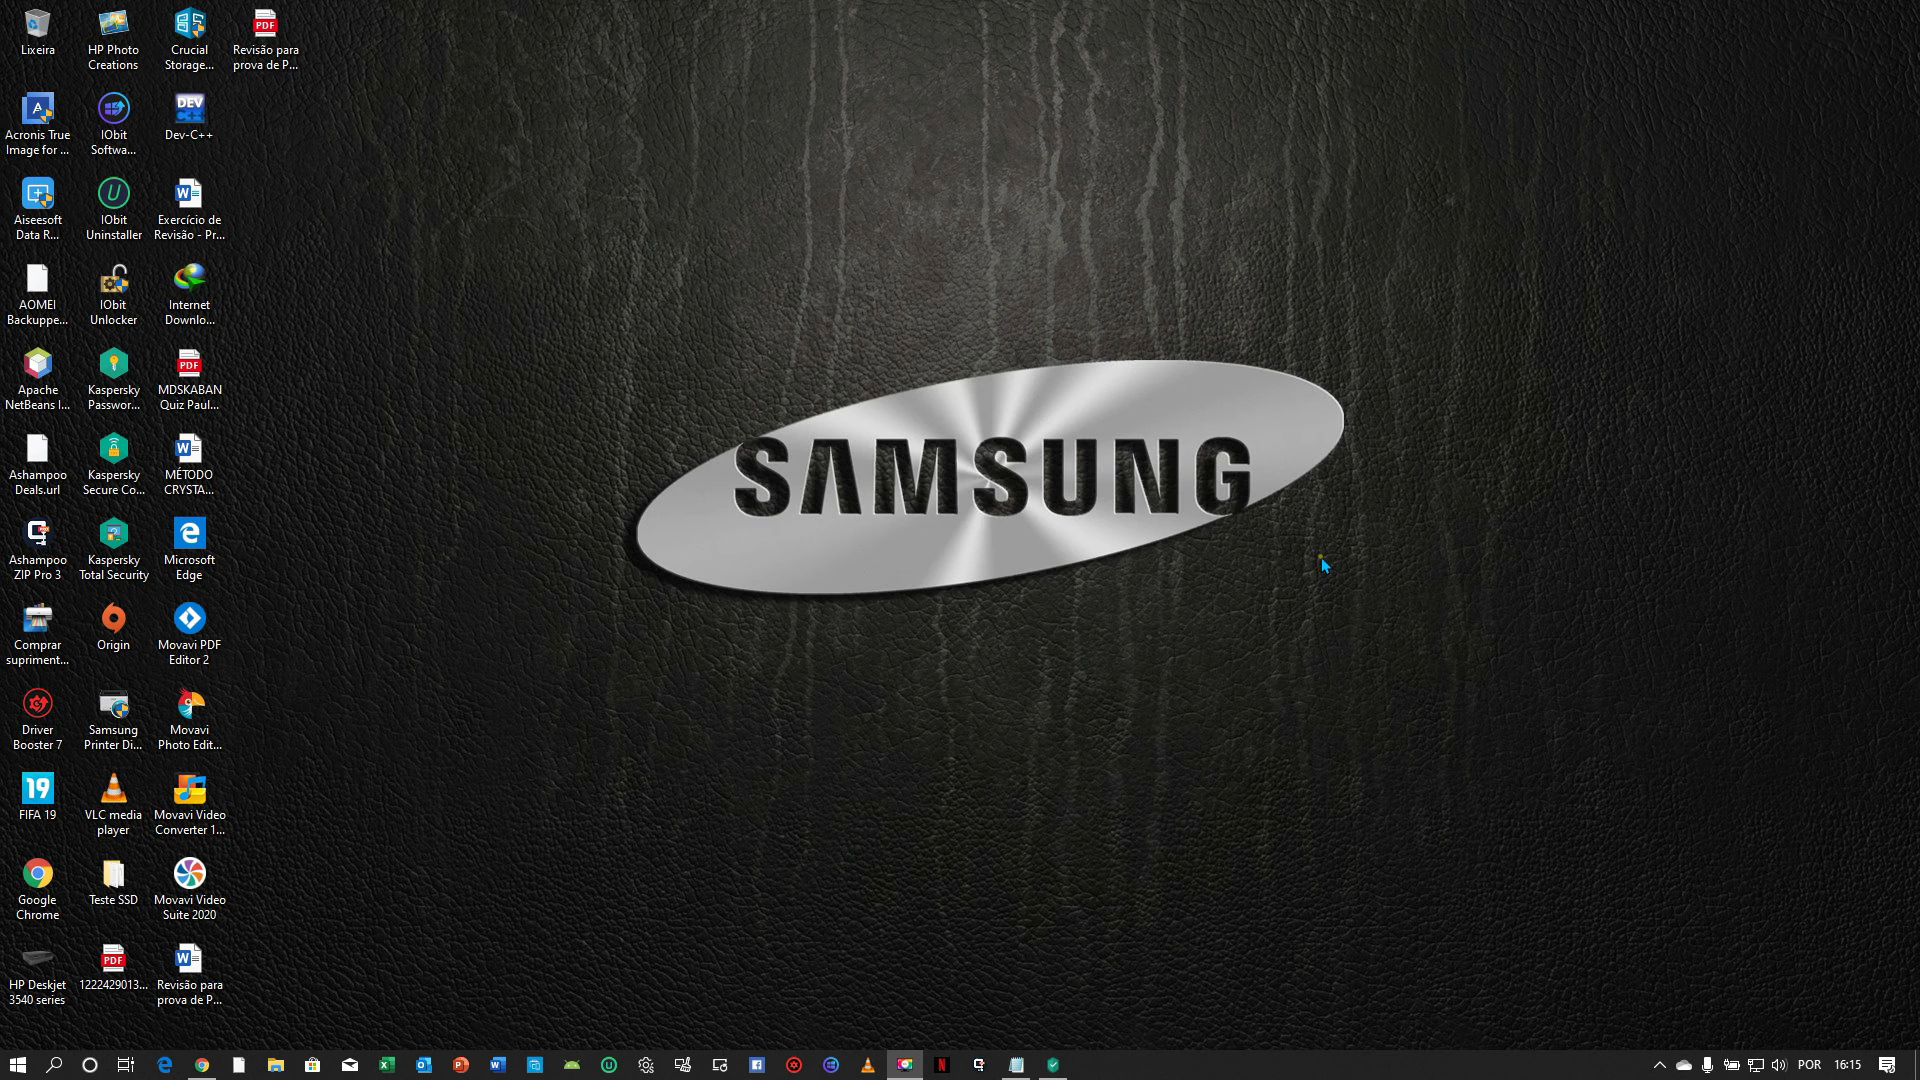 Lixeira
HP Photo
Creations
Crucial
Storage...
Revisão para
prova de P...
Acronis True
Image for ...
IObit
Softwa...
DEV
C++
Dev-C++
Aiseesoft
Data R...
IObit
Uninstaller
Exercício de
Revisão - Pr...
AOMEI
Backuppe...
IObit
Unlocker
Internet
Downlo...
Apache
NetBeans I...
Kaspersky
Passwor...
MDSKABAN
Quiz Paul...
Ashampoo
Deals.url
Kaspersky
Secure Co...
MÉTODO
CRYSTA...
Ashampoo
ZIP Pro 3
Kaspersky
Total Security
Microsoft
Edge
Comprar
supriment...
Origin
Movavi PDF
Editor 2
Driver
Booster 7
Samsung
Printer Di...
Movavi
Photo Edit...
19
FIFA 19
VLC media
player
Movavi Video
Converter 1...
Google
Chrome
Teste SSD
Movavi Video
Suite 2020
HP Deskjet
3540 series
PDF
1222429013...
Revisão para
prova de P...
SAMSUNG
POR
16:15